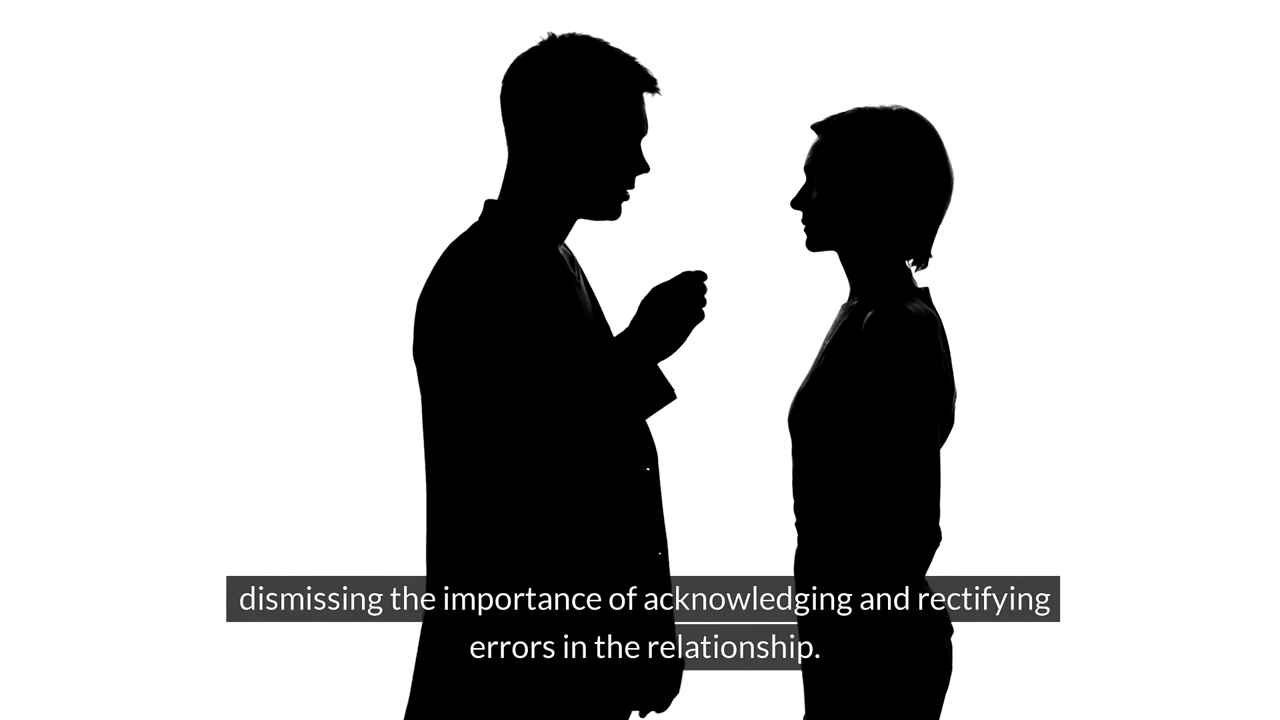 dismissing the importance of acknowledging and rectifying
errors in the relationship.